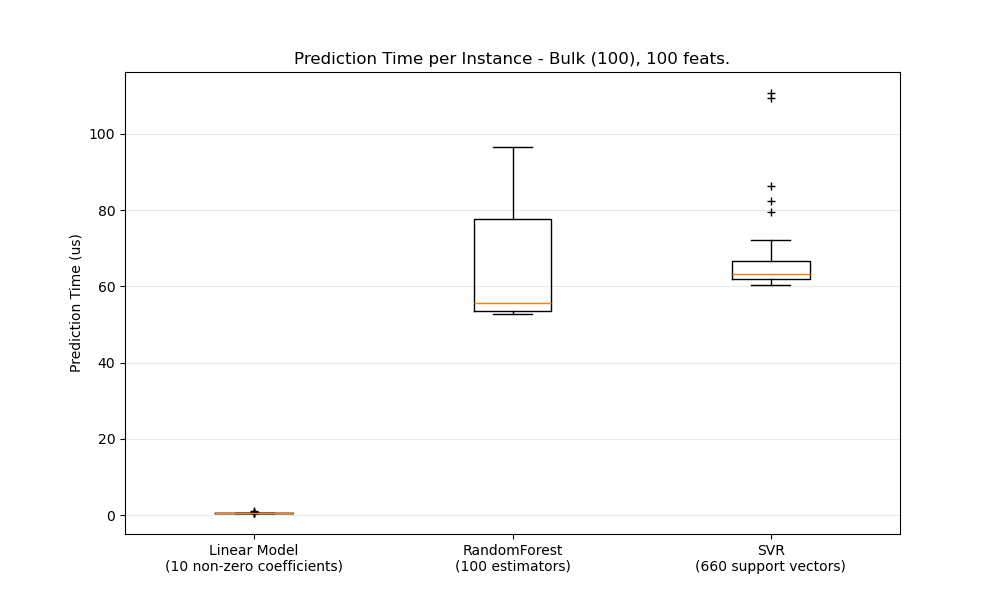 Prediction Time per Instance - Bulk (100), 100 feats.
Prediction Time (us)
100
80
60
40
20
0
Linear Model
(10 non-zero coefficients)
RandomForest
(100 estimators)
SVR
(660 support vectors)